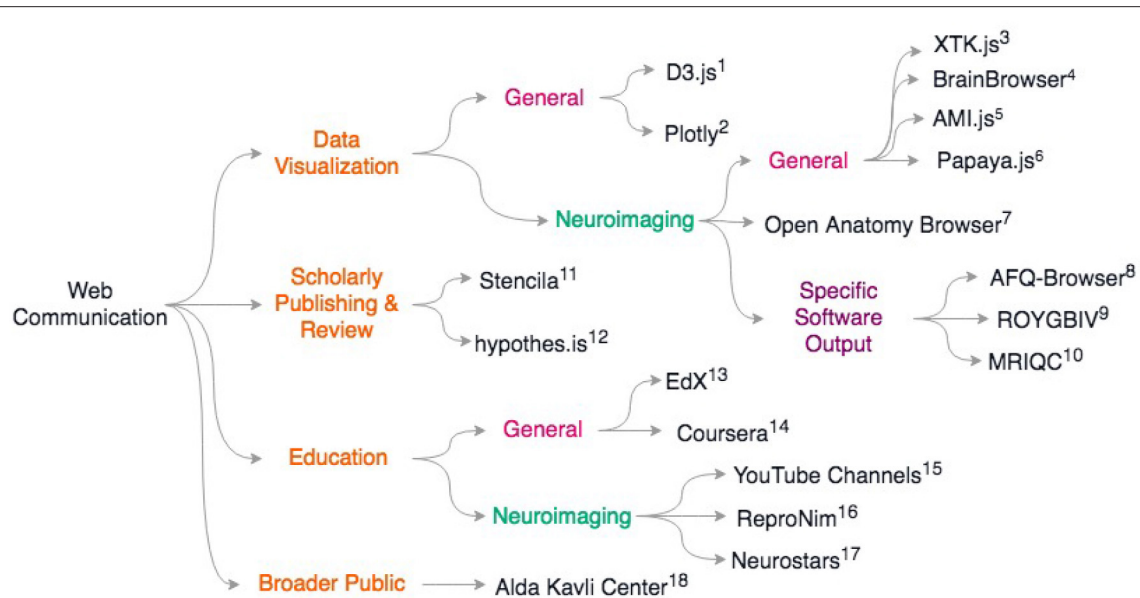 Web
Communication
Data
Visualization
General
D3.js1
Plotly2
Neuroimaging
General
XTK.js3
BrainBrowser4
AMI.js5
Papaya.js6
Open Anatomy Browser7
Specific
Software
Output
AFQ-Browser8
ROYGBIV9
MRIQC10
Scholarly
Publishing &
Review
Stencila11
hypothes.is12
Education
General
EdX13
Coursera14
Neuroimaging
YouTube Channels15
ReproNim16
Neurostars17
Broader Public
Alda Kavli Center18